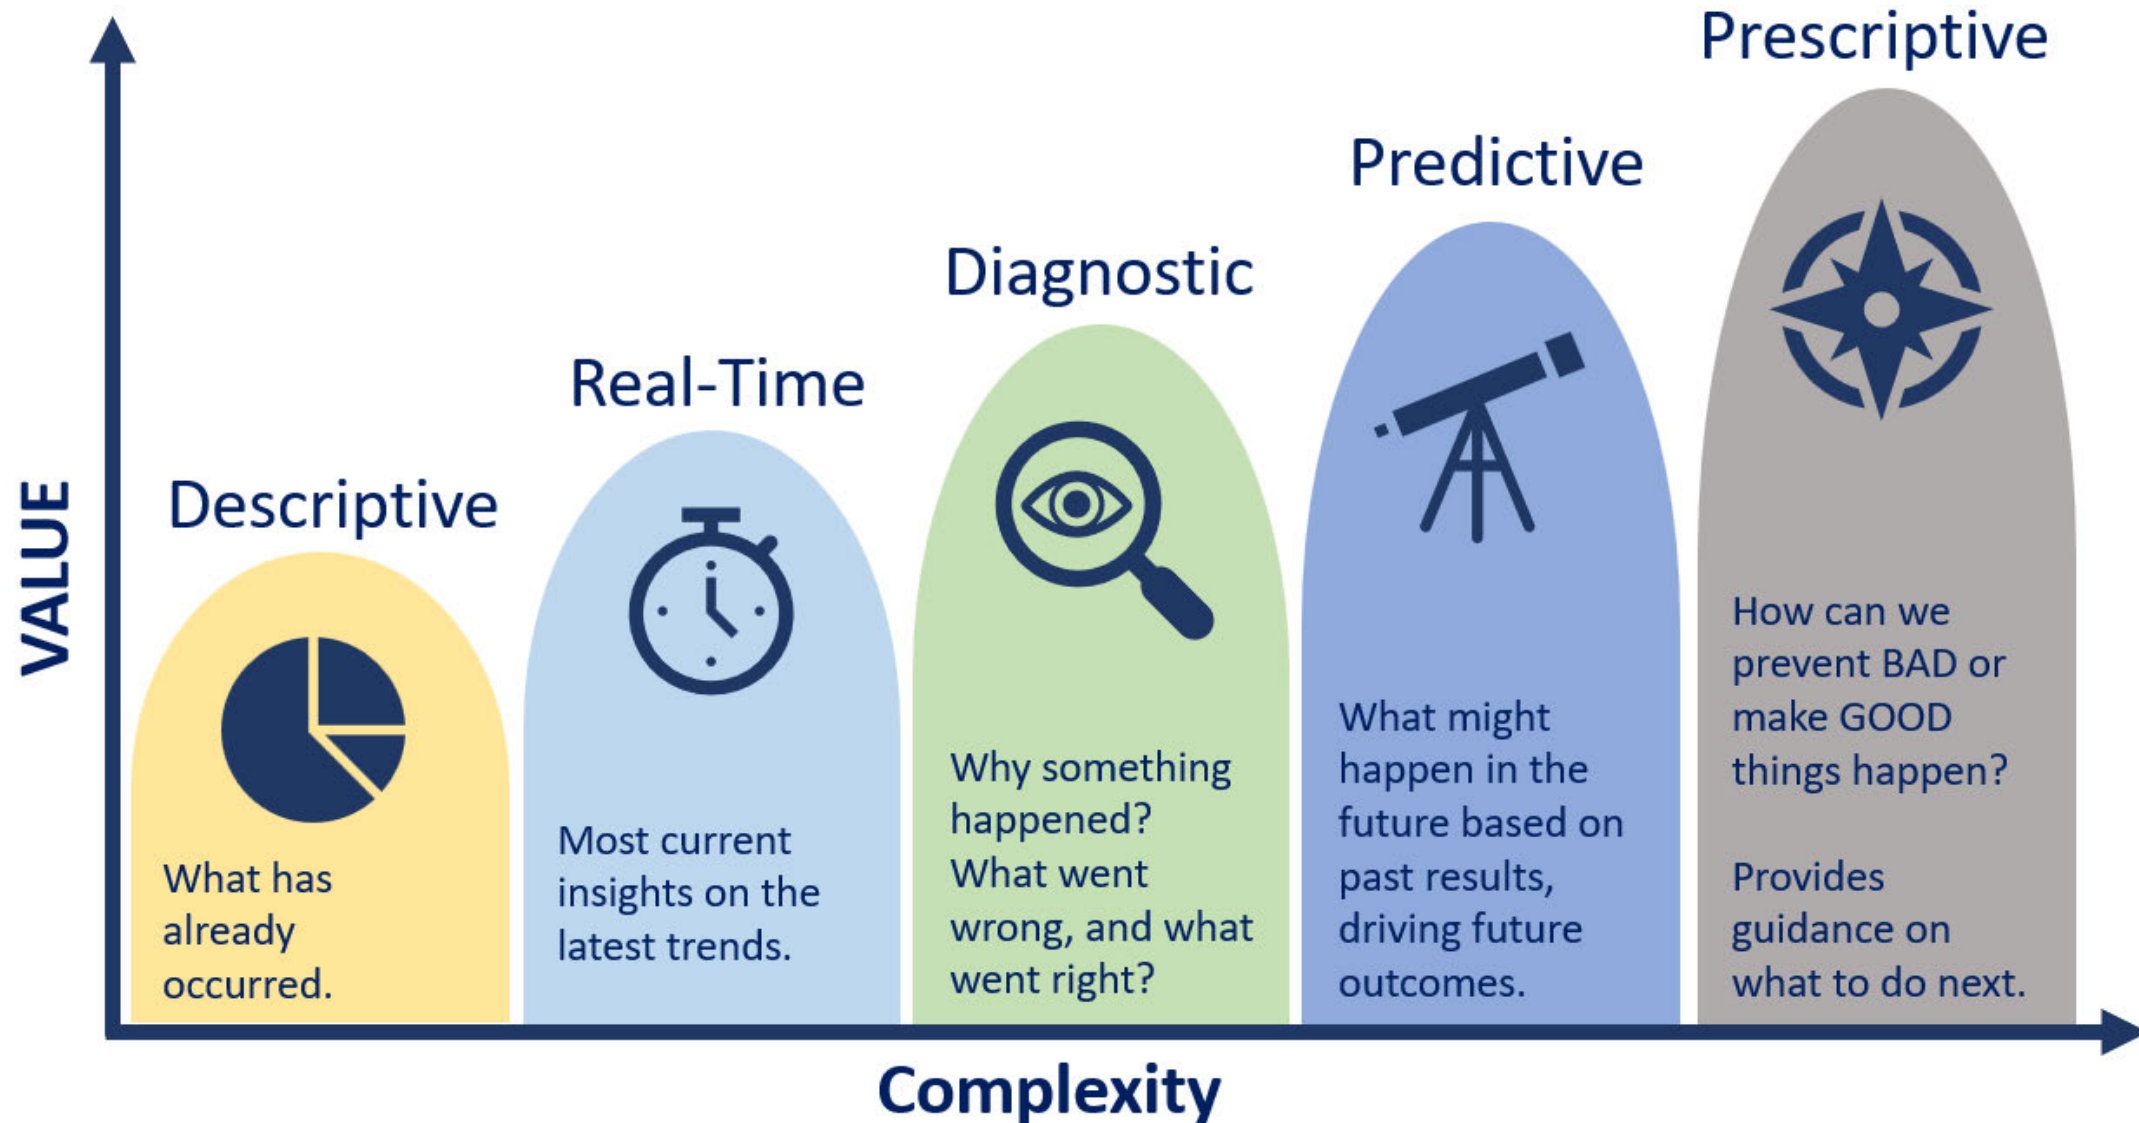 Prescriptive
Predictive
Diagnostic
Real-Time
Descriptive
VALUE
What has
already
occurred.
Most current
insights on the
latest trends.
Why something
happened?
What went
wrong, and what
went right?
What might
happen in the
future based on
past results,
driving future
outcomes.
How can we
prevent BAD or
make GOOD
things happen?
Provides
guidance on
what to do next.
Complexity